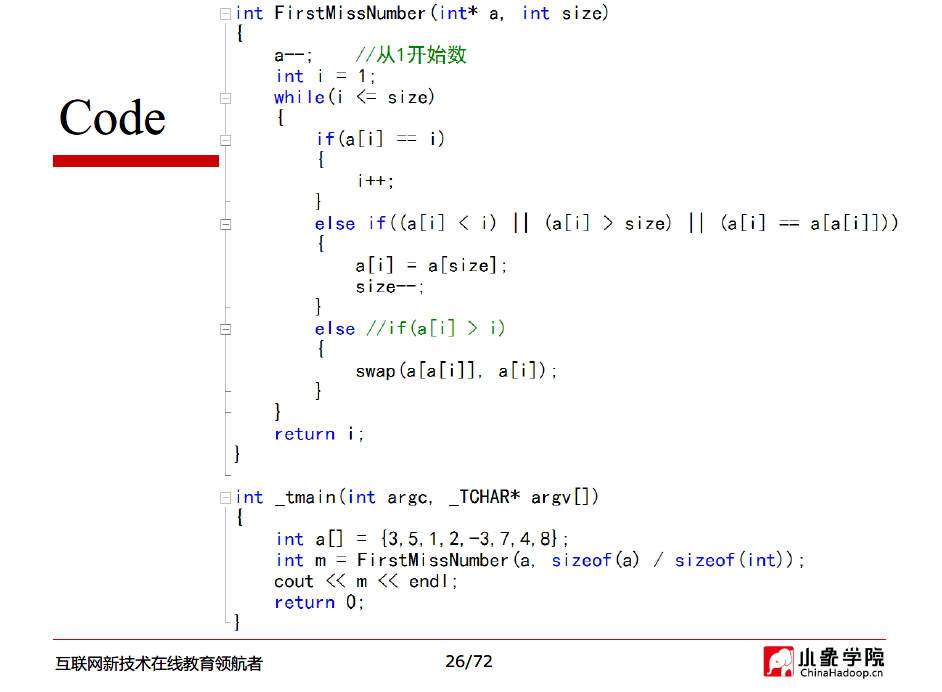 Code
int FirstMissNumber(int* a, int size)
{
a--; //从1开始数
int i = 1;
while(i <= size)
{
if(a[i] == i)
{
i++;
}
else if((a[i] < i) || (a[i] > size) || (a[i] == a[a[i]]))
{
a[i] = a[size];
size--;
}
else //if(a[i] > i)
{
swap(a[a[i]], a[i]);
}
}
return i;
}
int _tmain(int argc, _TCHAR* argv[])
{
int a[] = {3,5,1,2,-3,7,4,8};
int m = FirstMissNumber(a, sizeof(a) / sizeof(int));
cout << m << endl;
return 0;
}
互联网新技术在线教育领航者
26/72
小象学院
ChinaHadoop.cn